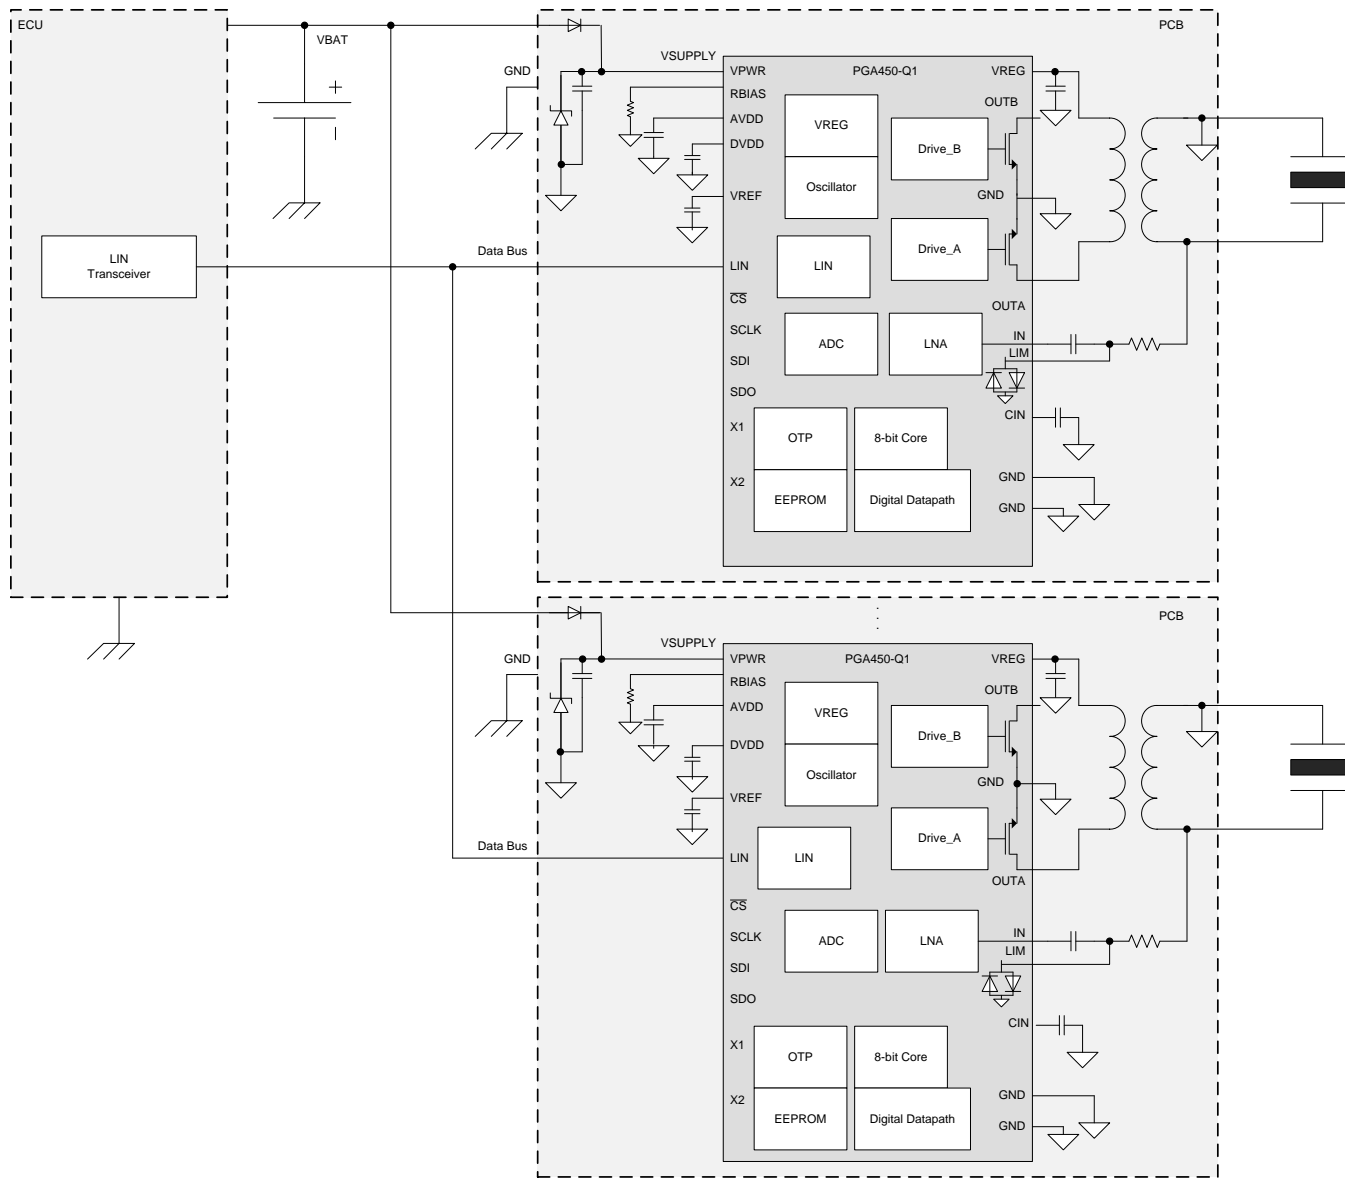 ECU
VBAT
+
LIN
Transceiver
Data Bus
GND
PCB
VSUPPLY
PGA450-Q1
VPWR
RBIAS
AVDD
DVDD
VREF
LIN
CS
SCLK
SDI
SDO
X1
X2
VREG
Oscillator
LIN
ADC
OTP
EEPROM
Drive_B
Drive_A
LNA
8-bit Core
Digital Datapath
VREG
OUTB
GND
OUTA
IN
LIM
CIN
GND
GND
Data Bus
GND
PCB
VSUPPLY
PGA450-Q1
VPWR
RBIAS
AVDD
DVDD
VREF
LIN
CS
SCLK
SDI
SDO
X1
X2
VREG
Oscillator
LIN
ADC
OTP
EEPROM
Drive_B
Drive_A
LNA
8-bit Core
Digital Datapath
VREG
OUTB
GND
OUTA
IN
LIM
CIN
GND
GND